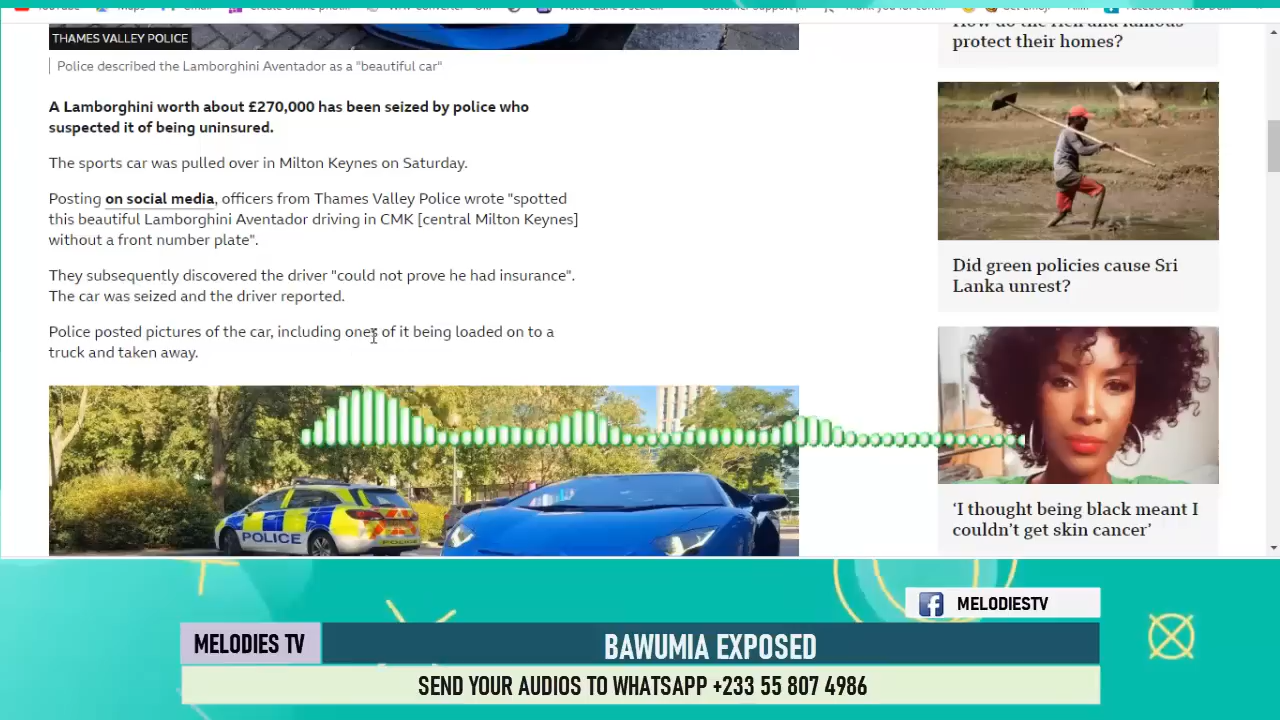 How do the rich and famous
protect their homes?
THAMES VALLEY POLICE
Police described the Lamborghini Aventador as a "beautiful car"
A Lamborghini worth about £270,000 has been seized by police who
suspected it of being uninsured.
The sports car was pulled over in Milton Keynes on Saturday.
Posting on social media, officers from Thames Valley Police wrote "spotted
this beautiful Lamborghini Aventador driving in CMK [central Milton Keynes]
without a front number plate".
They subsequently discovered the driver "could not prove he had insurance".
The car was seized and the driver reported.
Police posted pictures of the car, including ones of it being loaded on to a
truck and taken away.
POLICE
Did green policies cause Sri
Lanka unrest?
‘I thought being black meant I
couldn’t get skin cancer’
MELODIESTV
MELODIES TV
BAWUMIA EXPOSED
SEND YOUR AUDIOS TO WHATSAPP +233 55 807 4986